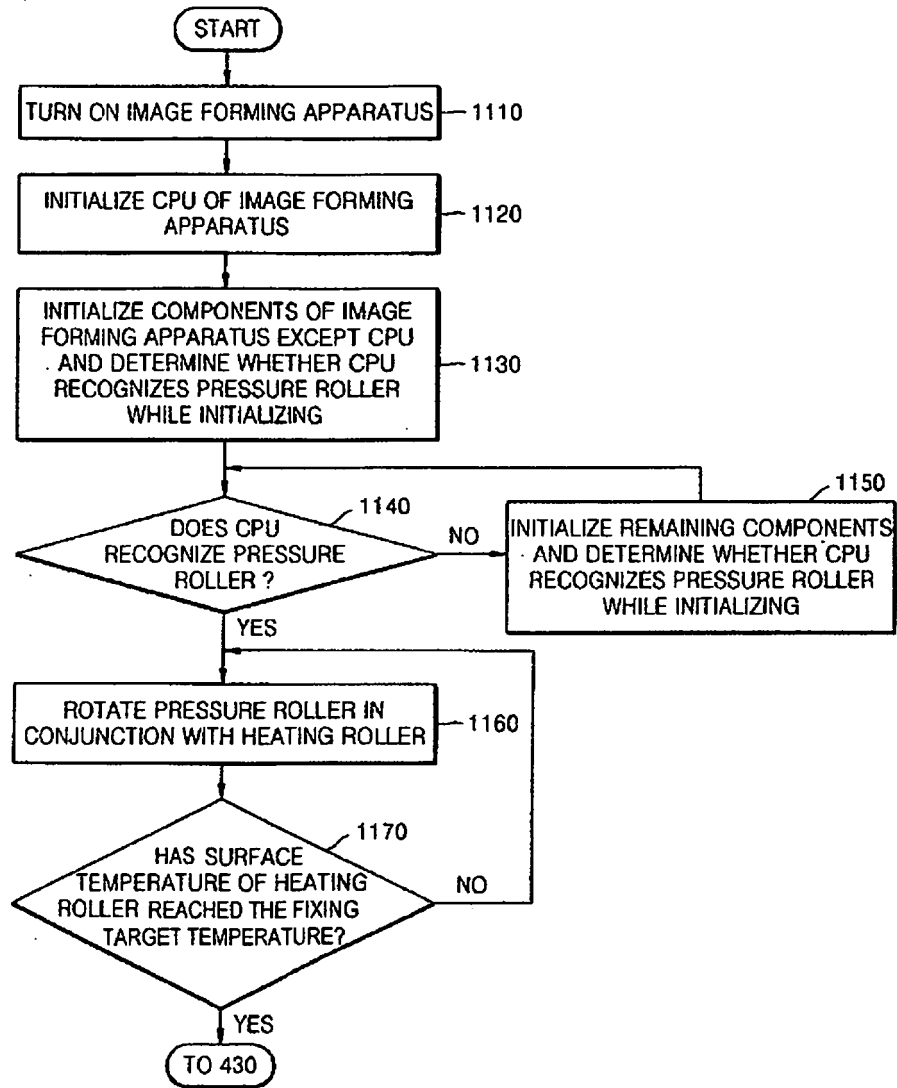 START
TURN ON IMAGE FORMING APPARATUS
1110
INITIALIZE CPU OF IMAGE FORMING
APPARATUS
1120
INITIALIZE COMPONENTS OF IMAGE
FORMING APPARATUS EXCEPT CPU
AND DETERMINE WHETHER CPU
RECOGNIZES PRESSURE ROLLER
WHILE INITIALIZING
1130
1140
DOES CPU
RECOGNIZE PRESSURE
ROLLER ?
NO
1150
INITIALIZE REMAINING COMPONENTS
AND DETERMINE WHETHER CPU
RECOGNIZES PRESSURE ROLLER
WHILE INITIALIZING
YES
ROTATE PRESSURE ROLLER IN
CONJUNCTION WITH HEATING ROLLER
1160
1170
HAS SURFACE
TEMPERATURE OF HEATING
ROLLER REACHED THE FIXING
TARGET TEMPERATURE?
NO
YES
TO 430